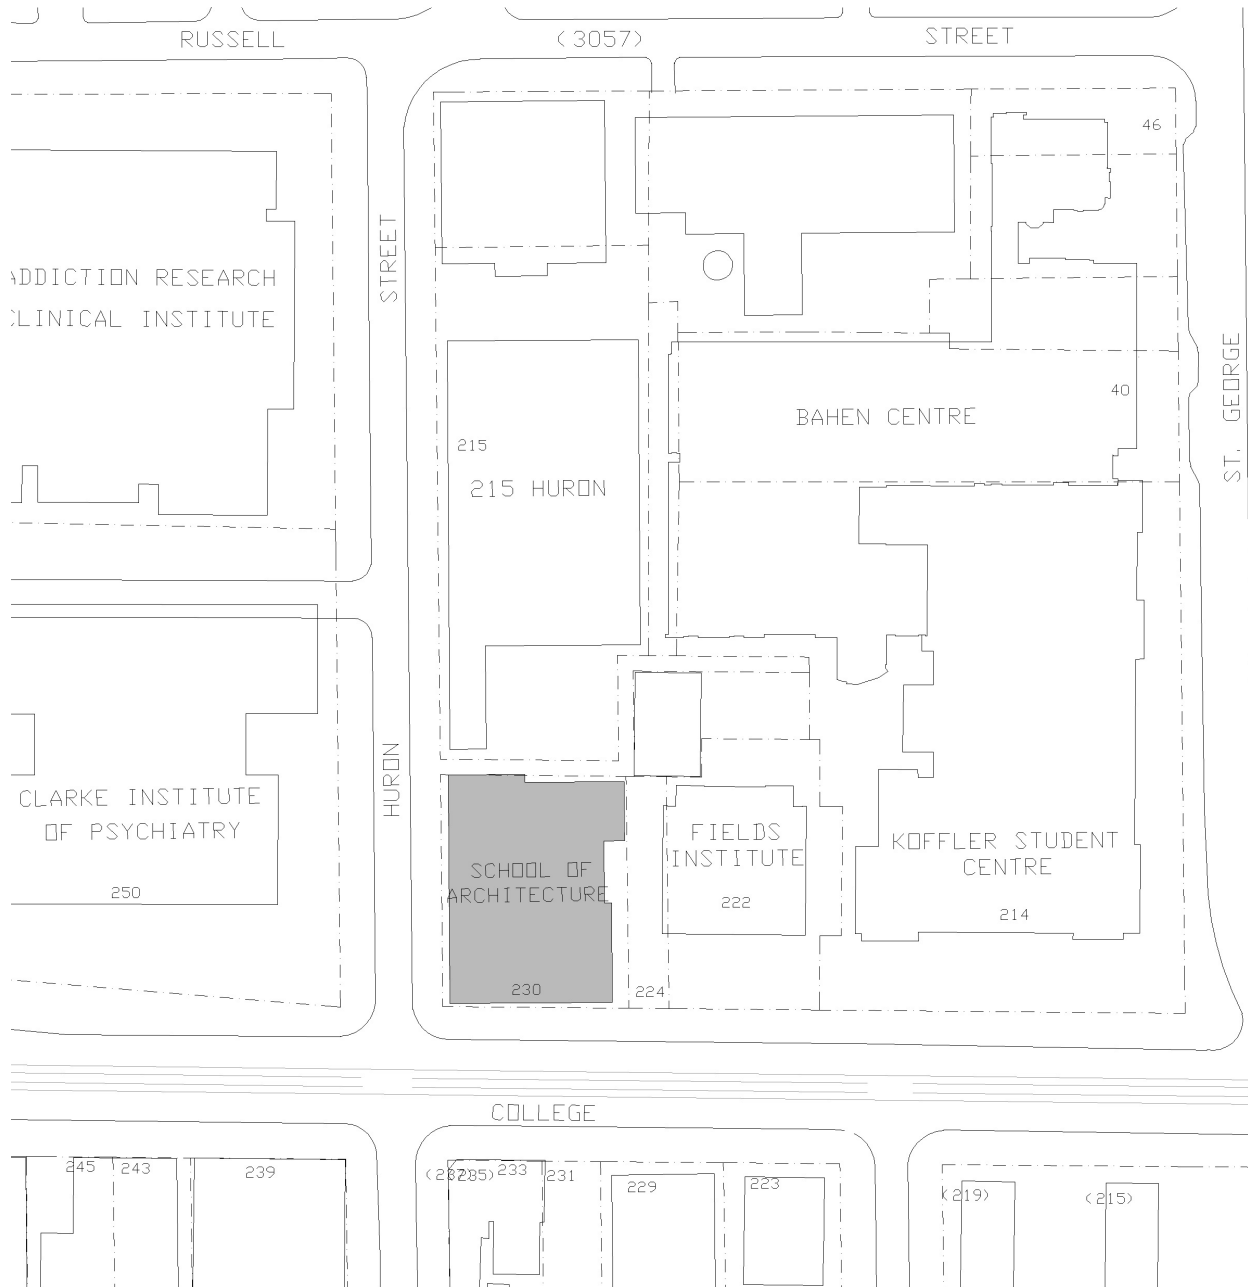 RUSSELL (3057) STREET
46
STREET
ADDICTION RESEARCH
CLINICAL INSTITUTE
ST. GEORGE
40
BAHEN CENTRE
215
215 HURON
HURON
CLARKE INSTITUTE
OF PSYCHIATRY
250
SCHOOL OF
ARCHITECTURE
230
224
FIELDS
INSTITUTE
222
KOFFLER STUDENT
CENTRE
214
COLLEGE
245
243
239
(237)
235)
233
231
229
223
(219)
(215)